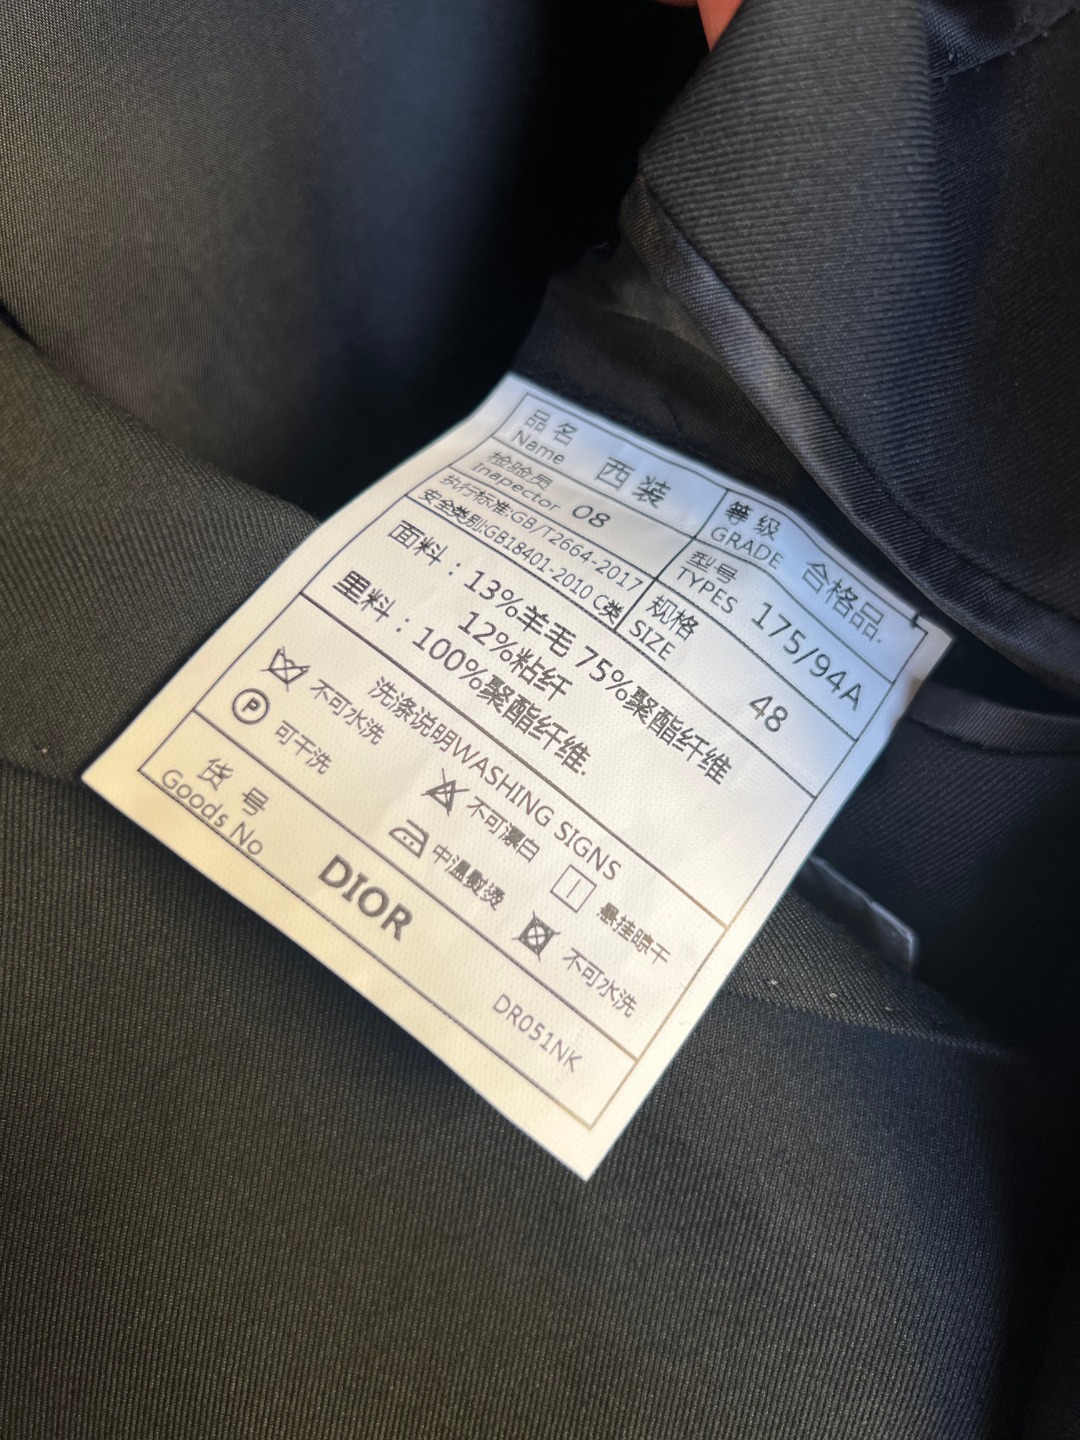 品名
Name
西装
等级
GRADE
合格品.
检验员
Inapector
08
型号
TYPES
175/94A
执行标准:GB/T2664-2017
安全类别:GB18401-2010 C类
规格
SIZE
48
面料：13%羊毛 75%聚酯纤维
12%粘纤
里料：100%聚酯纤维.
洗涤说明WASHING SIGNS
不可水洗
不可漂白
悬挂晾干
P
可干洗
中温熨烫
不可水洗
货号
Goods No
DIOR
DR051NK